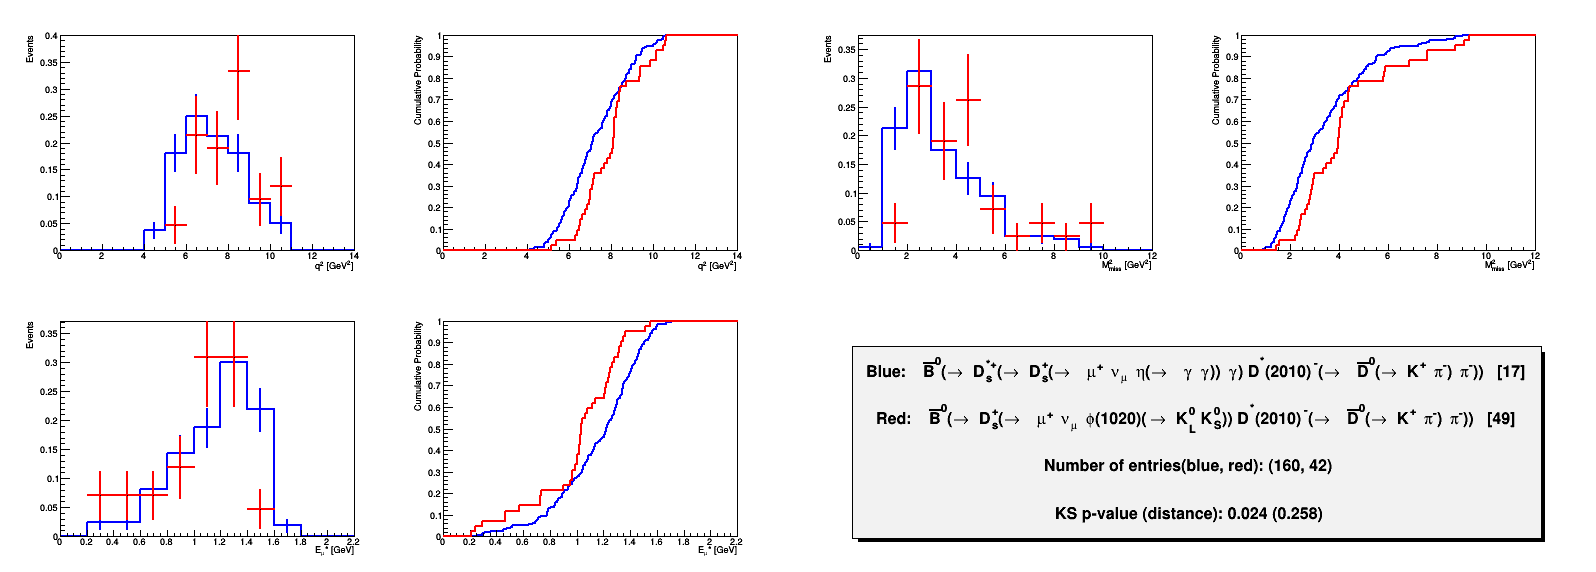 Events
0.4
0.35
0.3
0.25
0.2
0.15
0.1
0.05
0
0 2 4 6 8 10 12 14
q² [GeV²]
Cumulative Probability
1
0.9
0.8
0.7
0.6
0.5
0.4
0.3
0.2
0.1
0
0 2 4 6 8 10 12 14
q² [GeV²]
Events
0.35
0.3
0.25
0.2
0.15
0.1
0.05
0
0 2 4 6 8 10 12
M²miss [GeV²]
Cumulative Probability
1
0.9
0.8
0.7
0.6
0.5
0.4
0.3
0.2
0.1
0
0 2 4 6 8 10 12
M²miss [GeV²]
Events
0.35
0.3
0.25
0.2
0.15
0.1
0.05
0
0 0.2 0.4 0.6 0.8 1 1.2 1.4 1.6 1.8 2 2.2
Eμ* [GeV]
Cumulative Probability
1
0.9
0.8
0.7
0.6
0.5
0.4
0.3
0.2
0.1
0
0 0.2 0.4 0.6 0.8 1 1.2 1.4 1.6 1.8 2 2.2
Eμ* [GeV]
Blue: B̅⁰(→ Dₛ*⁺(→ Dₛ⁺(→ μ⁺ νμ η(→ γ γ)) γ) D*(2010)⁻(→ D̅⁰(→ K⁺ π⁻) π⁻)) [17]
Red: B̅⁰(→ Dₛ⁺(→ μ⁺ νμ ϕ(1020)(→ K⁰L K⁰S)) D*(2010)⁻(→ D̅⁰(→ K⁺ π⁻) π⁻)) [49]
Number of entries(blue, red): (160, 42)
KS p-value (distance): 0.024 (0.258)